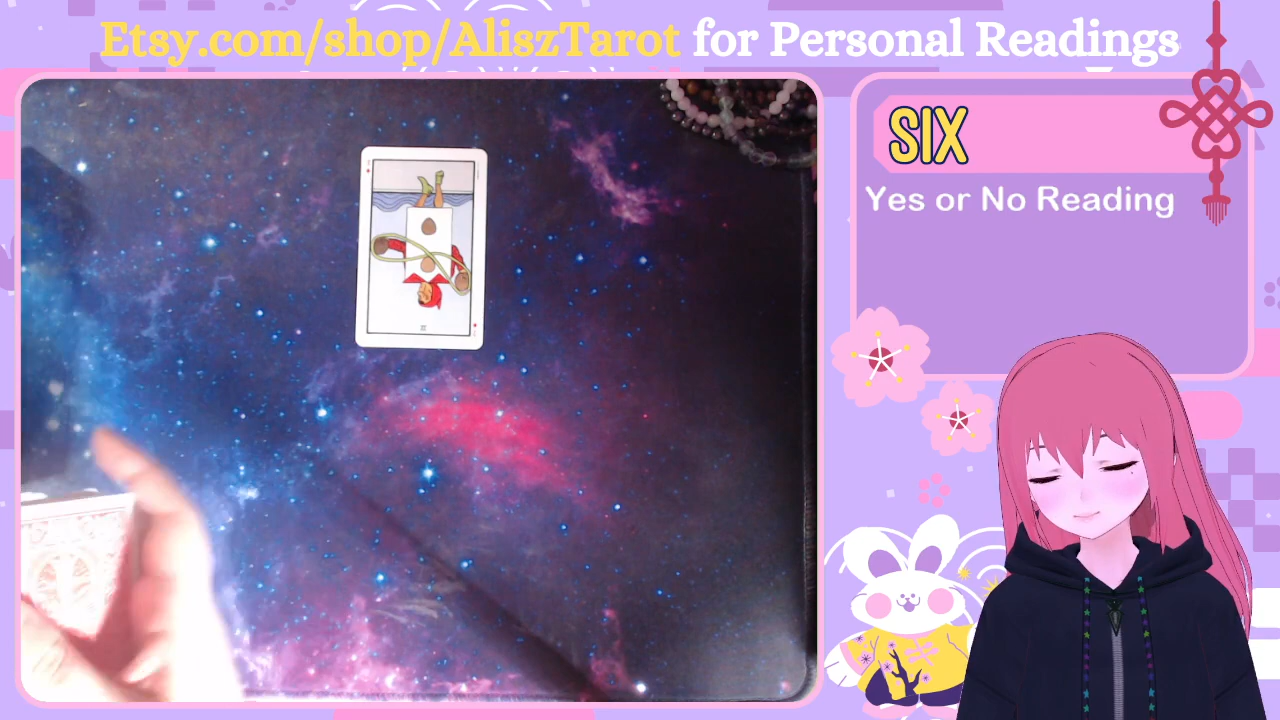 Etsy.com/shop/AliszTarot for Personal Readings
SIX
Yes or No Reading